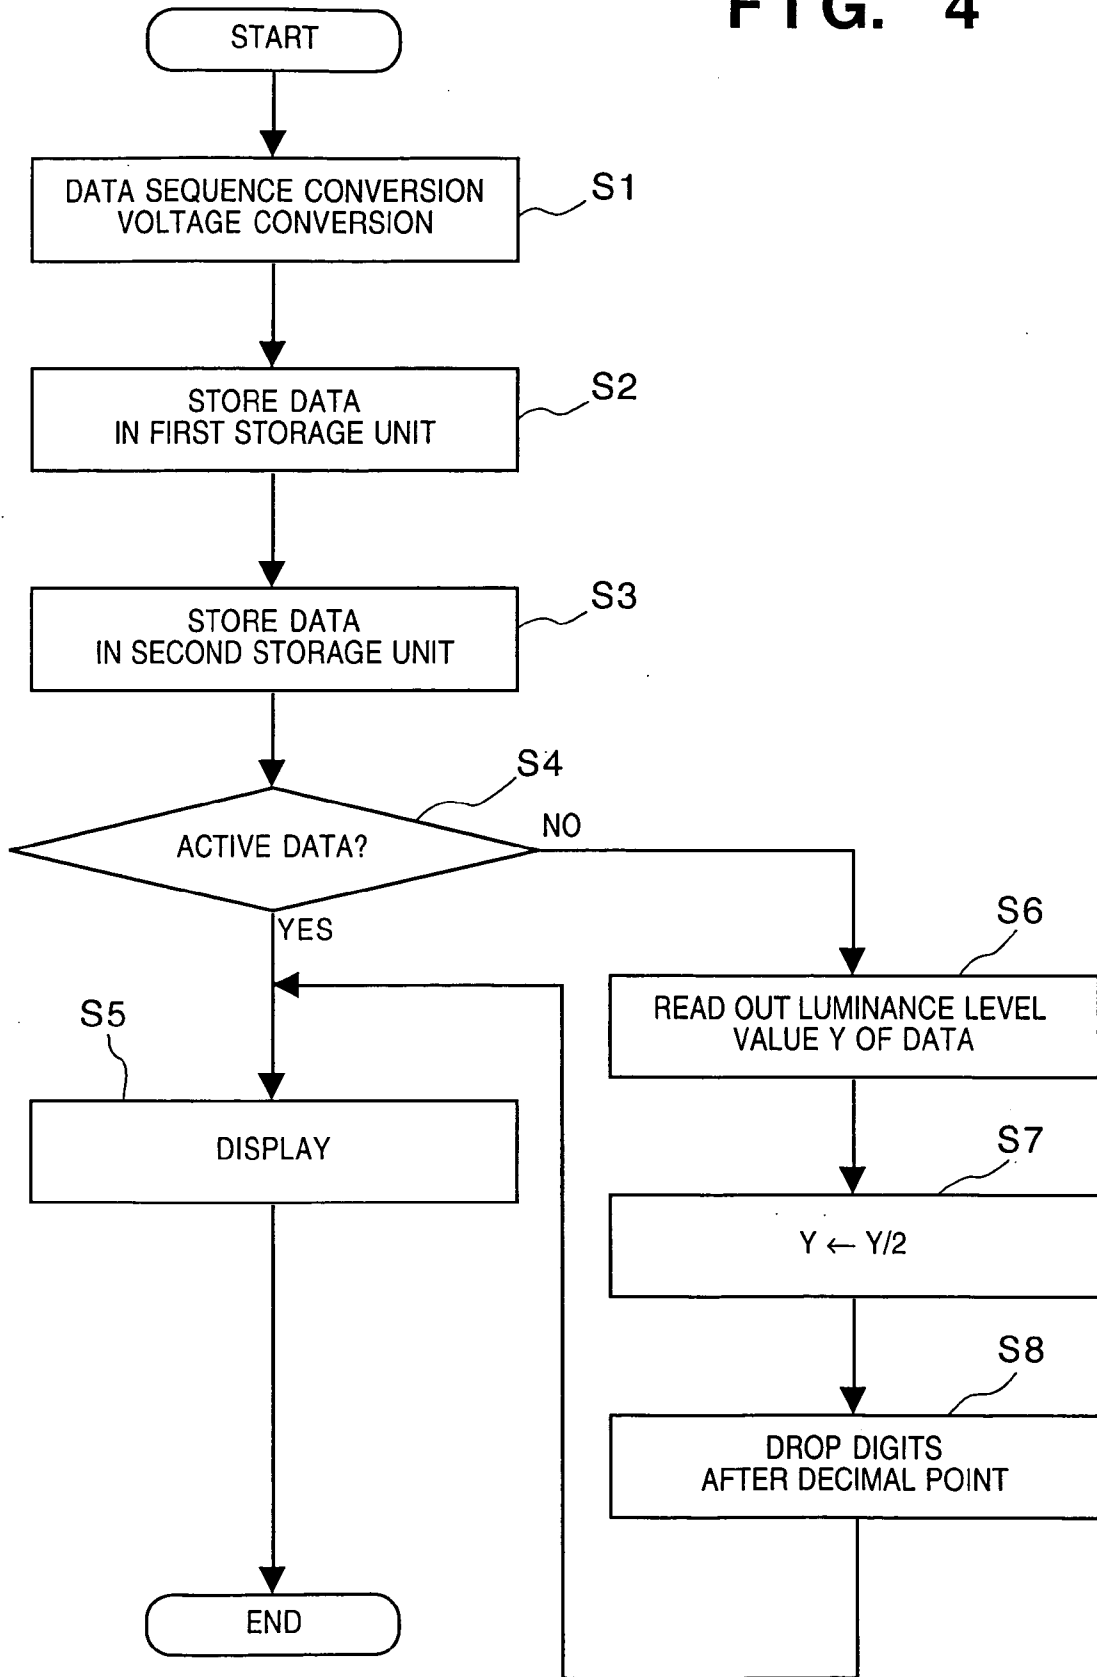 FIG. 4
START
DATA SEQUENCE CONVERSION
VOLTAGE CONVERSION
S1
STORE DATA
IN FIRST STORAGE UNIT
S2
STORE DATA
IN SECOND STORAGE UNIT
S3
ACTIVE DATA?
S4
NO
YES
S5
DISPLAY
END
S6
READ OUT LUMINANCE LEVEL
VALUE Y OF DATA
S7
Y ← Y/2
S8
DROP DIGITS
AFTER DECIMAL POINT